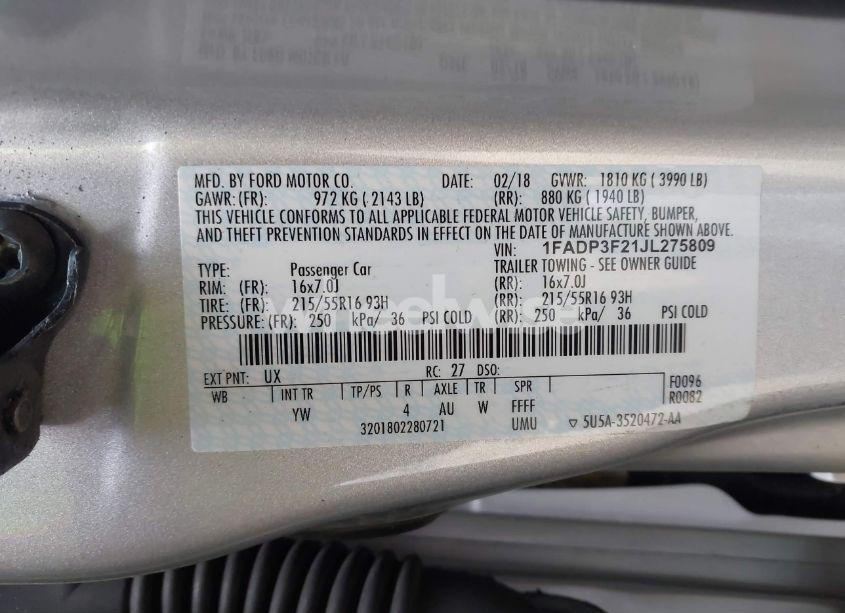 MFD. BY FORD MOTOR CO. DATE: 02/18 GVWR: 1810 KG ( 3990 LB)
GAWR: (FR): 972 KG ( 2143 LB) (RR): 880 KG ( 1940 LB)
THIS VEHICLE CONFORMS TO ALL APPLICABLE FEDERAL MOTOR VEHICLE SAFETY, BUMPER,
AND THEFT PREVENTION STANDARDS IN EFFECT ON THE DATE OF MANUFACTURE SHOWN ABOVE.
VIN: 1FADP3F21JL275809
TYPE: Passenger Car TRAILER TOWING - SEE OWNER GUIDE
RIM: (FR): 16x7.0J (RR): 16x7.0J
TIRE: (FR): 215/55R16 93H (RR): 215/55R16 93H
PRESSURE: (FR): 250 kPa/ 36 PSI COLD (RR): 250 kPa/ 36 PSI COLD
EXT PNT: UX RC: 27 DSO:
WB INT TR TP/PS R AXLE TR SPR F0096
YW 4 AU W FFFF R0082
3201802280721 UMU ▽ 5U5A-3520472-AA